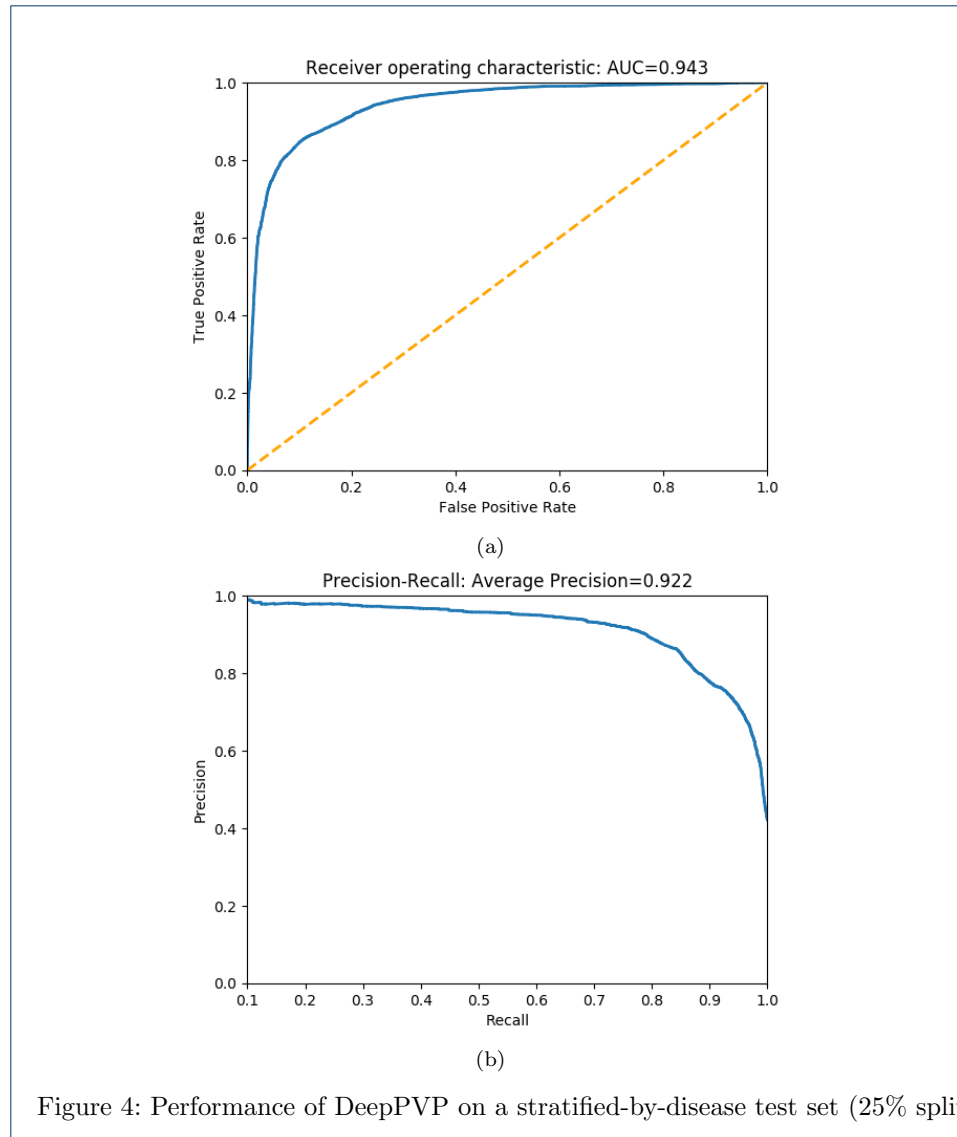 Receiver operating characteristic: AUC=0.943
1.0
0.8
0.6
0.4
0.2
0.0
True Positive Rate
0.0 0.2 0.4 0.6 0.8 1.0
False Positive Rate
(a)
Precision-Recall: Average Precision=0.922
1.0
0.8
0.6
0.4
0.2
0.0
Precision
0.1 0.2 0.3 0.4 0.5 0.6 0.7 0.8 0.9 1.0
Recall
(b)
Figure 4: Performance of DeepPVP on a stratified-by-disease test set (25% split